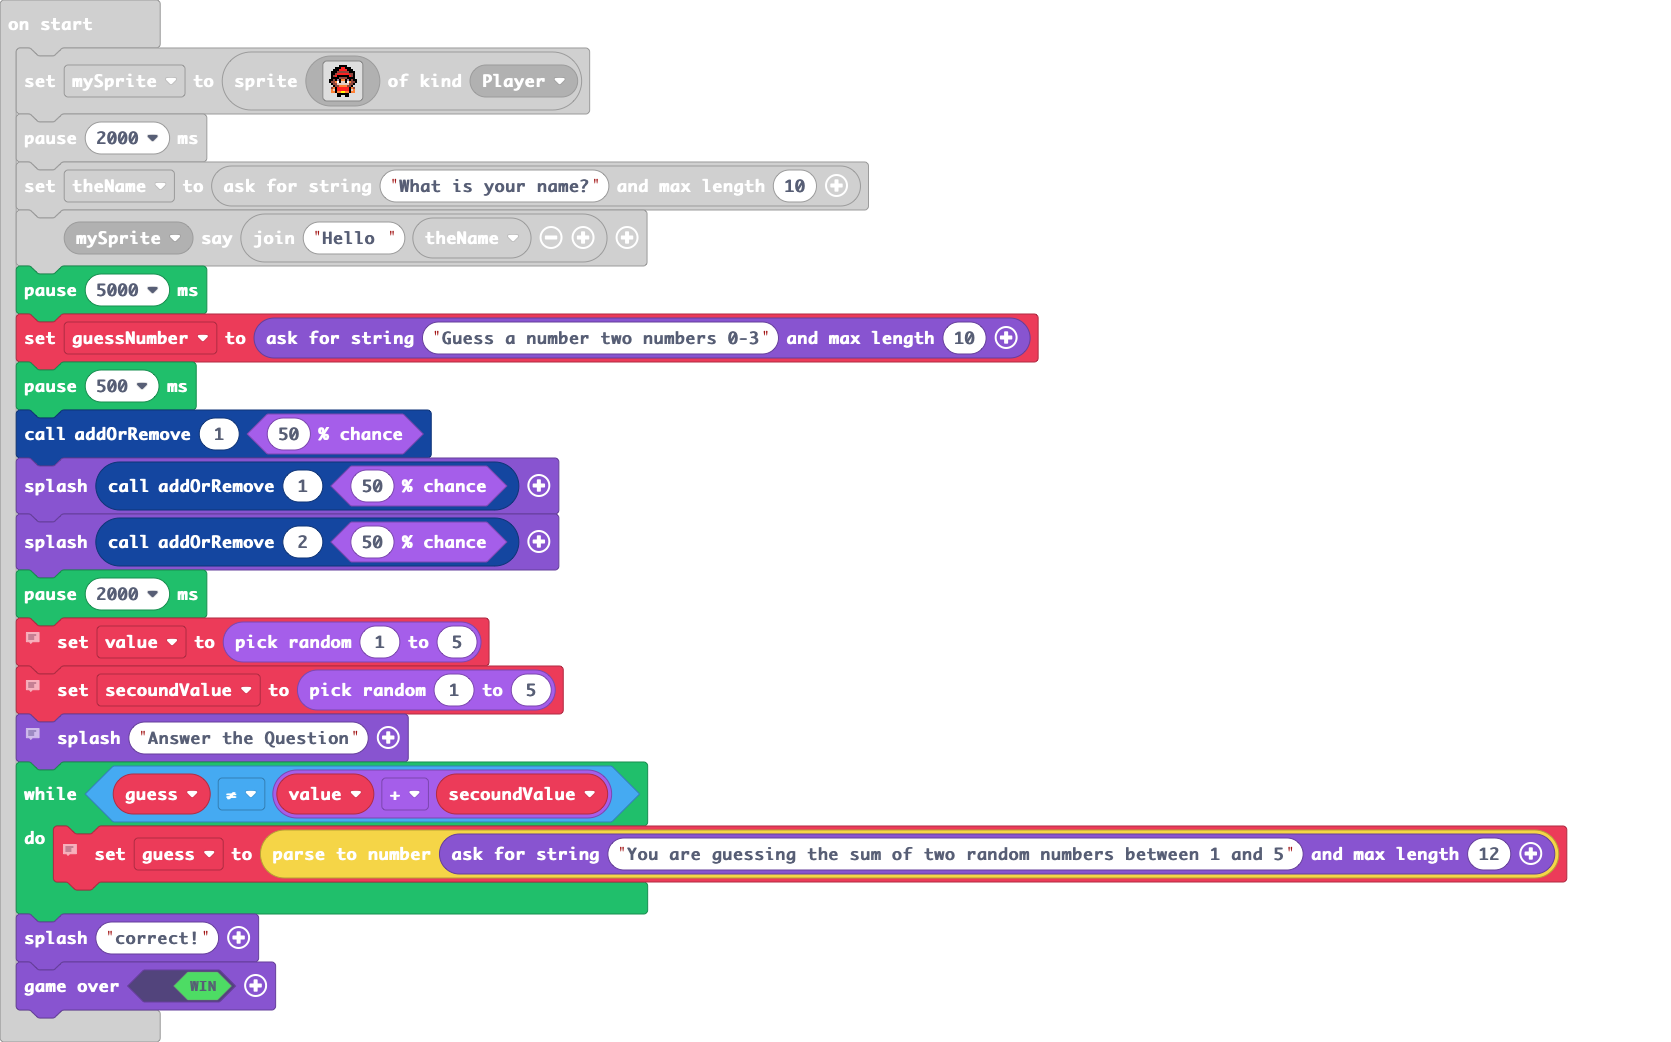 on start
set mySprite to sprite of kind Player
pause 2000 ms
set theName to ask for string "What is your name?" and max length 10
mySprite say join "Hello " theName
pause 5000 ms
set guessNumber to ask for string "Guess a number two numbers 0-3" and max length 10
pause 500 ms
call addOrRemove 1 50 % chance
splash call addOrRemove 1 50 % chance
splash call addOrRemove 2 50 % chance
pause 2000 ms
set value to pick random 1 to 5
set secoundValue to pick random 1 to 5
splash "Answer the Question"
while guess ≠ value + secoundValue
do
set guess to parse to number ask for string "You are guessing the sum of two random numbers between 1 and 5" and max length 12
splash "correct!"
game over WIN